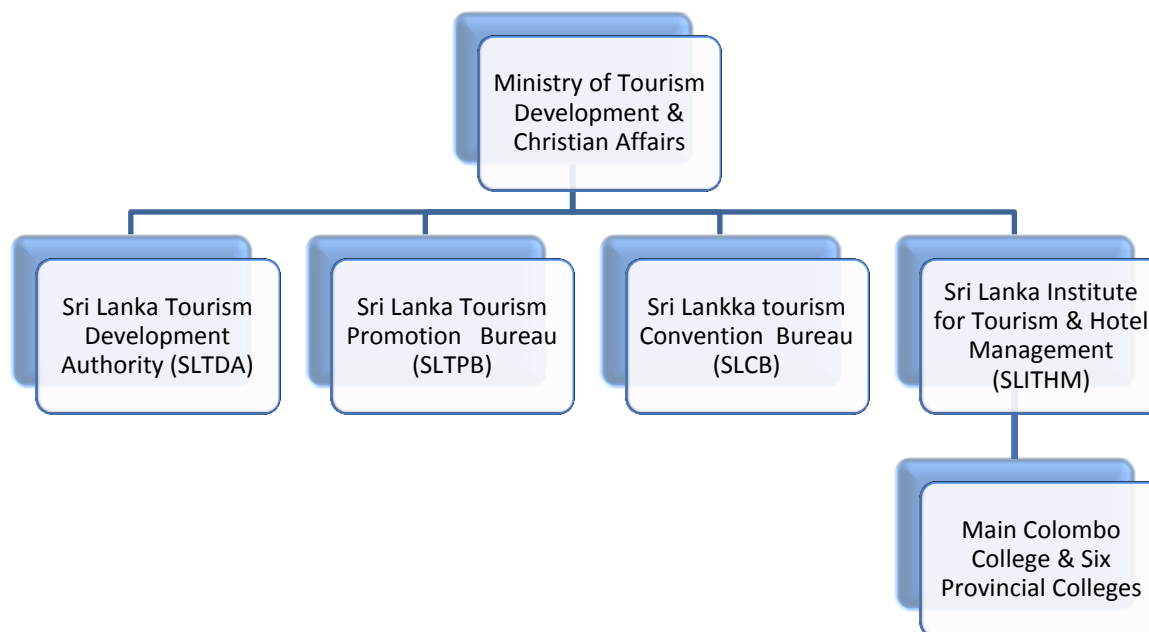 Ministry of Tourism
Development &
Christian Affairs
Sri Lanka Tourism
Development
Authority (SLTDA)
Sri Lanka Tourism
Promotion Bureau
(SLTPB)
Sri Lankka tourism
Convention Bureau
(SLCB)
Sri Lanka Institute
for Tourism & Hotel
Management
(SLITHM)
Main Colombo
College & Six
Provincial Colleges